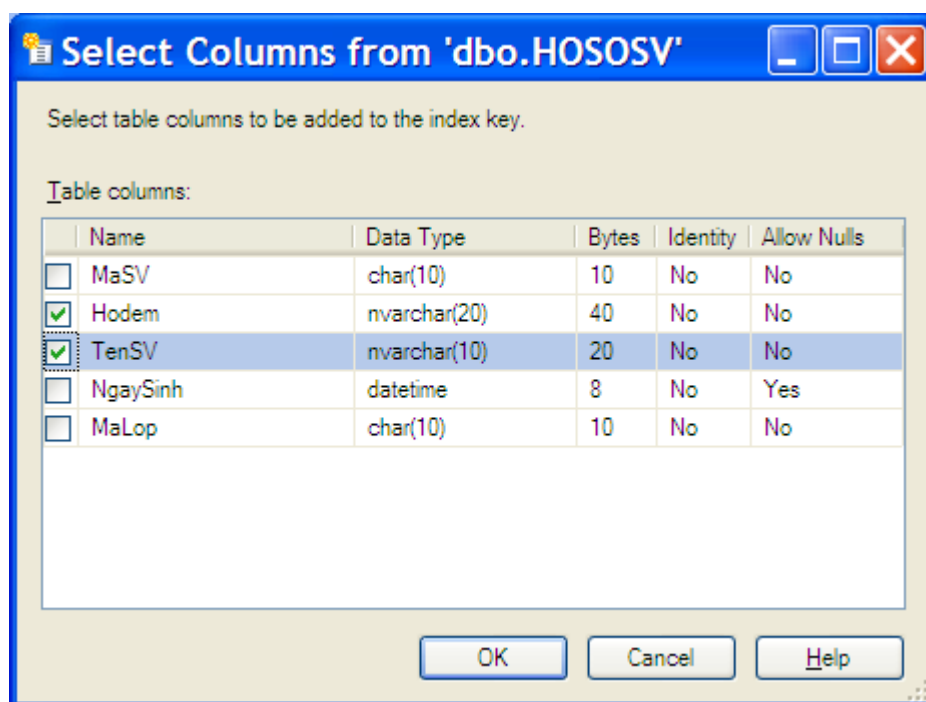 Select Columns from 'dbo.HOSOSV'
Select table columns to be added to the index key.
Table columns:
Name Data Type Bytes Identity Allow Nulls
MaSV char(10) 10 No No
Hodem nvarchar(20) 40 No No
TenSV nvarchar(10) 20 No No
NgaySinh datetime 8 No Yes
MaLop char(10) 10 No No
OK Cancel Help